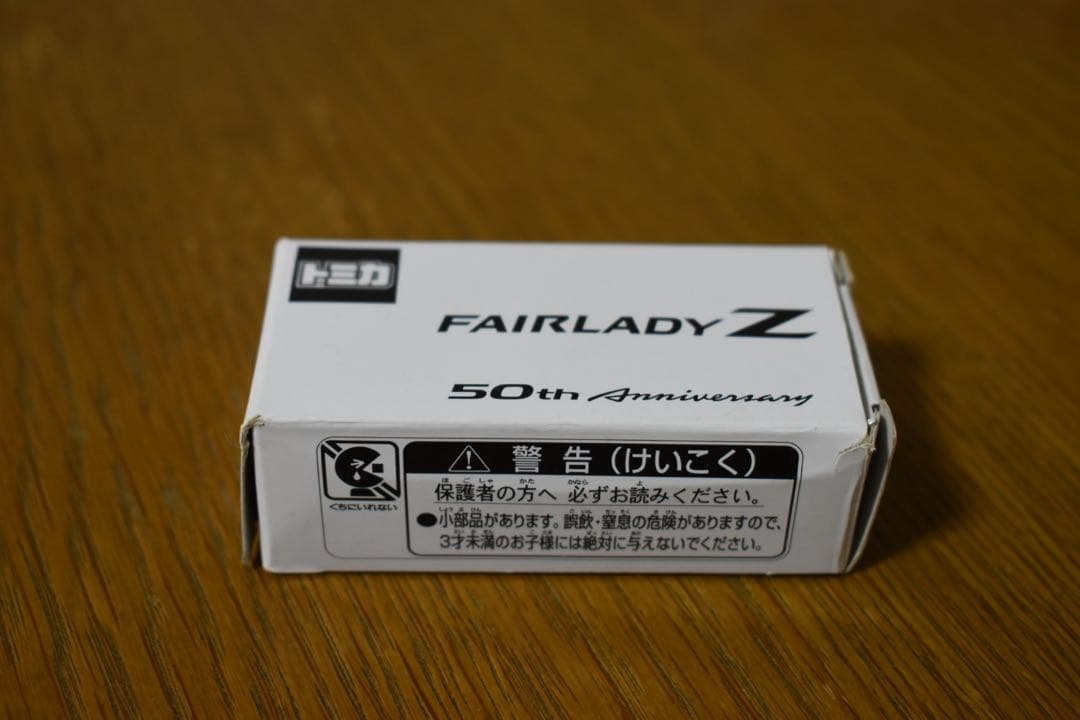 トミカ
FAIRLADY Z
50th Anniversary
警告(けいこく)
くちにいれない
保護者の方へ 必ずお読みください。
●小部品があります。誤飲・窒息の危険がありますので、
3才未満のお子様には絶対に与えないでください。